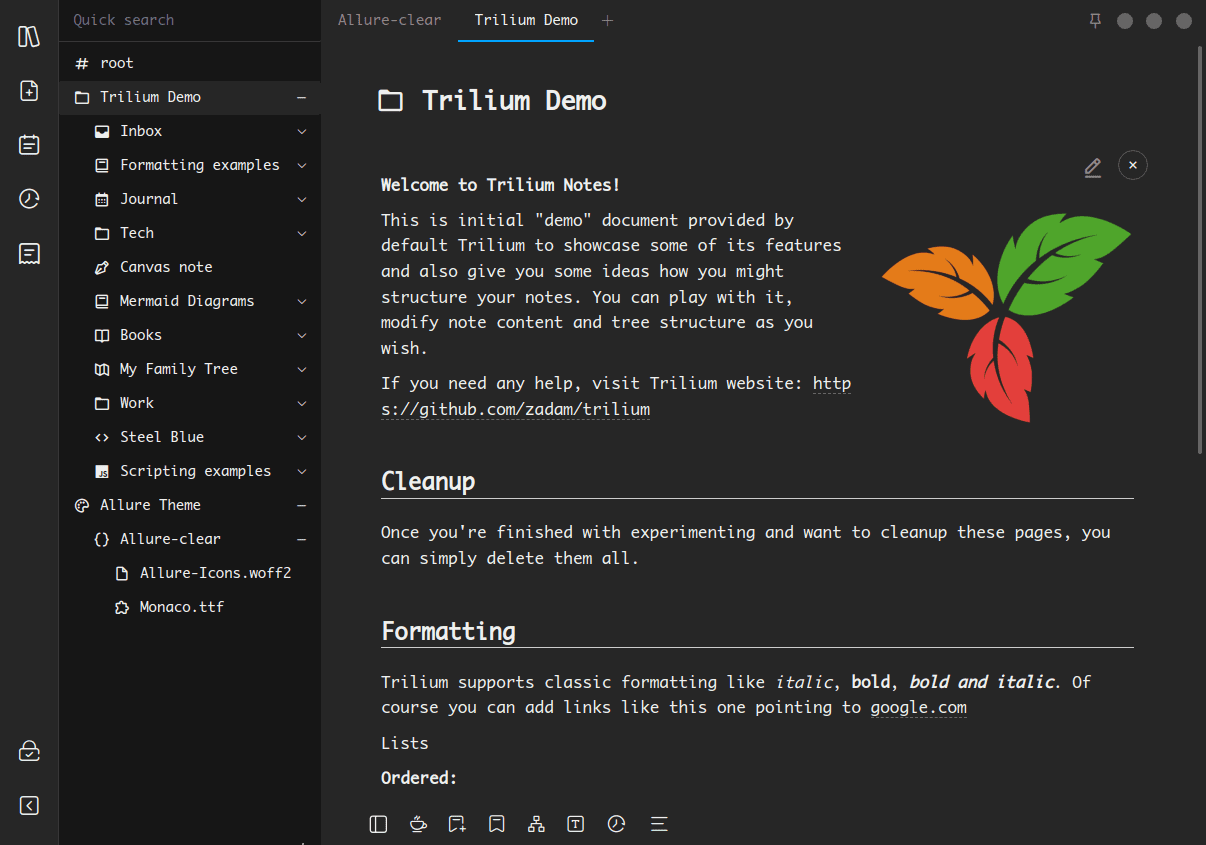 Quick search
root
Trilium Demo
Inbox
Formatting examples
Journal
Tech
Canvas note
Mermaid Diagrams
Books
My Family Tree
Work
Steel Blue
JS
Scripting examples
Allure Theme
Allure-clear
Allure-Icons.woff2
Monaco.ttf
Allure-clear
Trilium Demo
Trilium Demo
Welcome to Trilium Notes!
This is initial "demo" document provided by
default Trilium to showcase some of its features
and also give you some ideas how you might
structure your notes. You can play with it,
modify note content and tree structure as you
wish.
If you need any help, visit Trilium website: http
s://github.com/zadam/trilium
Cleanup
Once you're finished with experimenting and want to cleanup these pages, you
can simply delete them all.
Formatting
Trilium supports classic formatting like italic, bold, bold and italic. Of
course you can add links like this one pointing to google.com
Lists
Ordered: